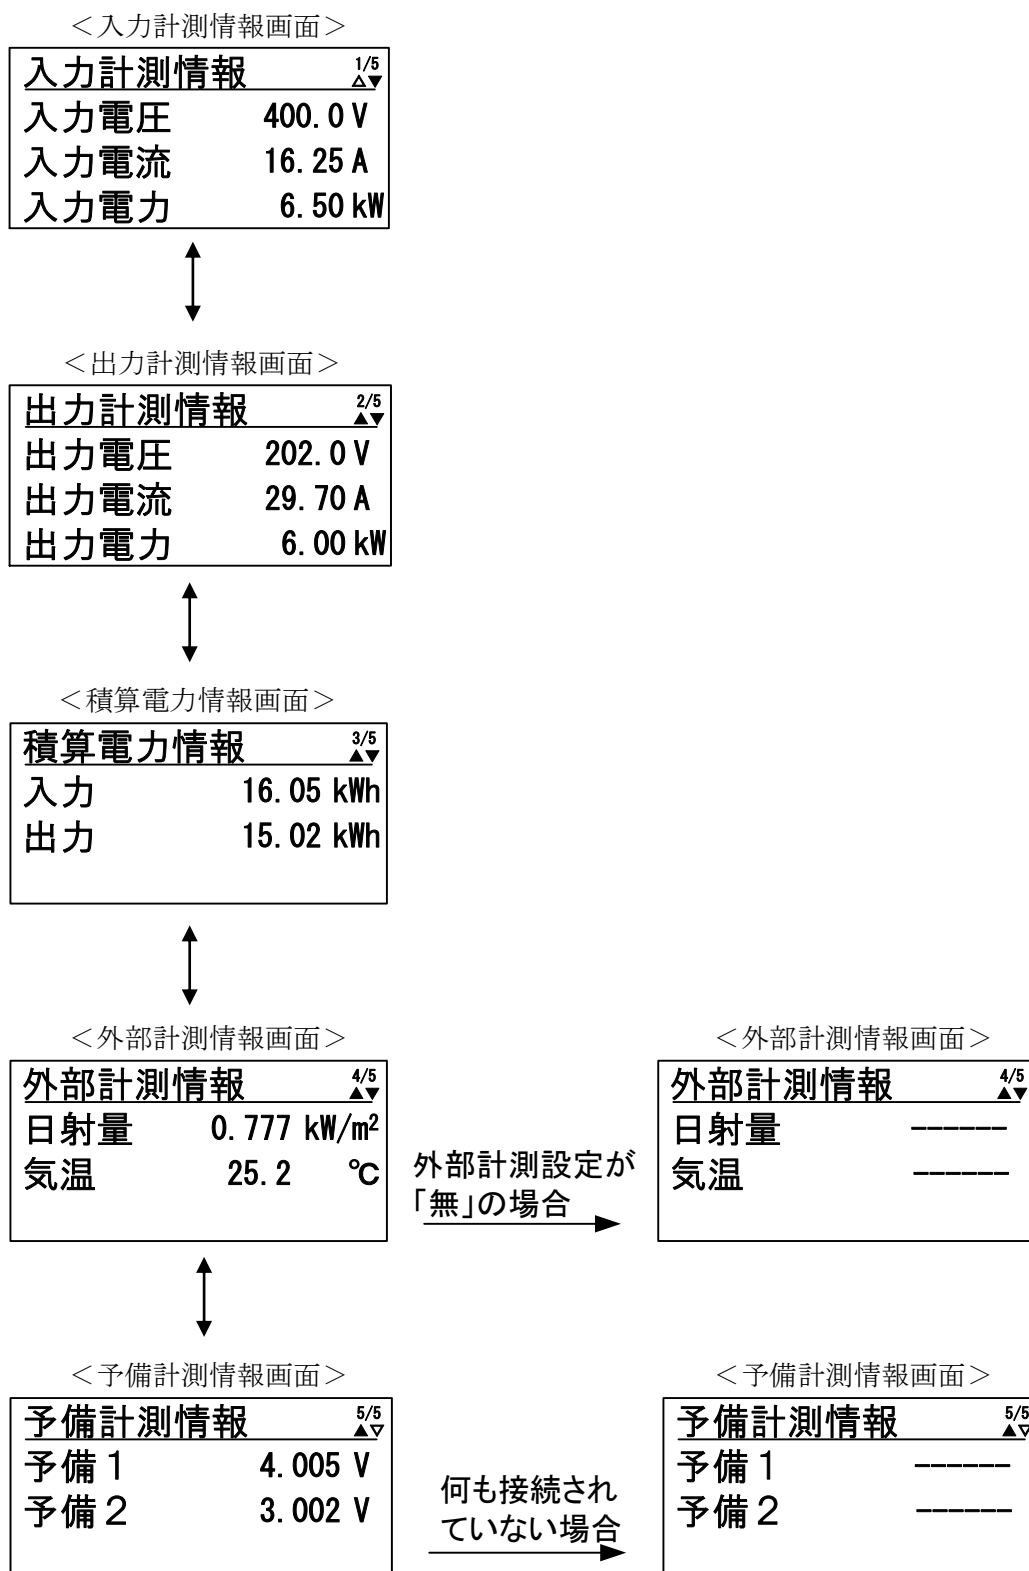 ＜入力計測情報画面＞
入力計測情報 1/5
△▼
入力電圧 400.0 V
入力電流 16.25 A
入力電力 6.50 kW
＜出力計測情報画面＞
出力計測情報 2/5
▲▼
出力電圧 202.0 V
出力電流 29.70 A
出力電力 6.00 kW
＜積算電力情報画面＞
積算電力情報 3/5
▲▼
入力 16.05 kWh
出力 15.02 kWh
＜外部計測情報画面＞
外部計測情報 4/5
▲▼
日射量 0.777 kW/m²
気温 25.2 ℃
外部計測設定が
「無」の場合
＜外部計測情報画面＞
外部計測情報 4/5
▲▼
日射量 ------
気温 ------
＜予備計測情報画面＞
予備計測情報 5/5
▲▽
予備１ 4.005 V
予備２ 3.002 V
何も接続され
ていない場合
＜予備計測情報画面＞
予備計測情報 5/5
▲▽
予備１ ------
予備２ ------